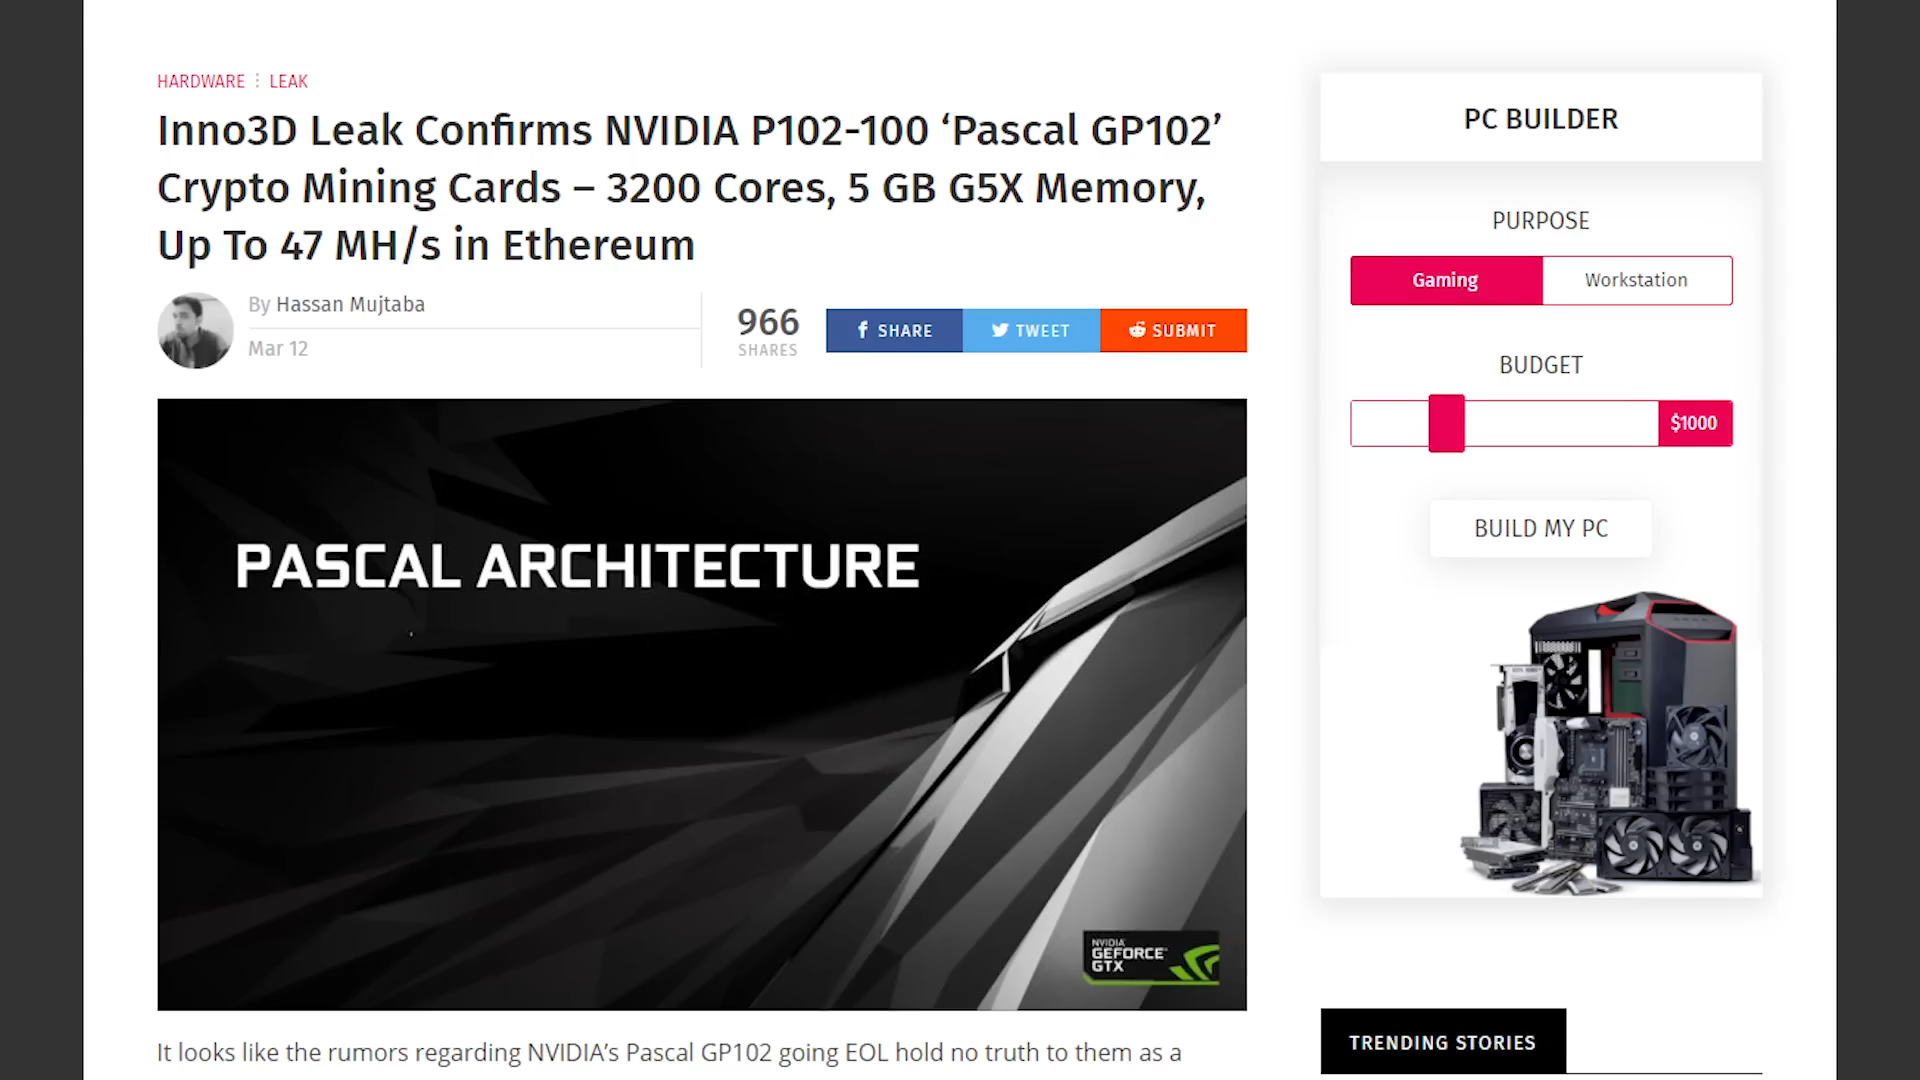 HARDWARE ⋮ LEAK
Inno3D Leak Confirms NVIDIA P102-100 ‘Pascal GP102’
Crypto Mining Cards – 3200 Cores, 5 GB G5X Memory,
Up To 47 MH/s in Ethereum
By Hassan Mujtaba
Mar 12
966
SHARES
SHARE
TWEET
SUBMIT
PASCAL ARCHITECTURE
NVIDIA
GEFORCE
GTX
It looks like the rumors regarding NVIDIA’s Pascal GP102 going EOL hold no truth to them as a
PC BUILDER
PURPOSE
Gaming
Workstation
BUDGET
$1000
BUILD MY PC
TRENDING STORIES